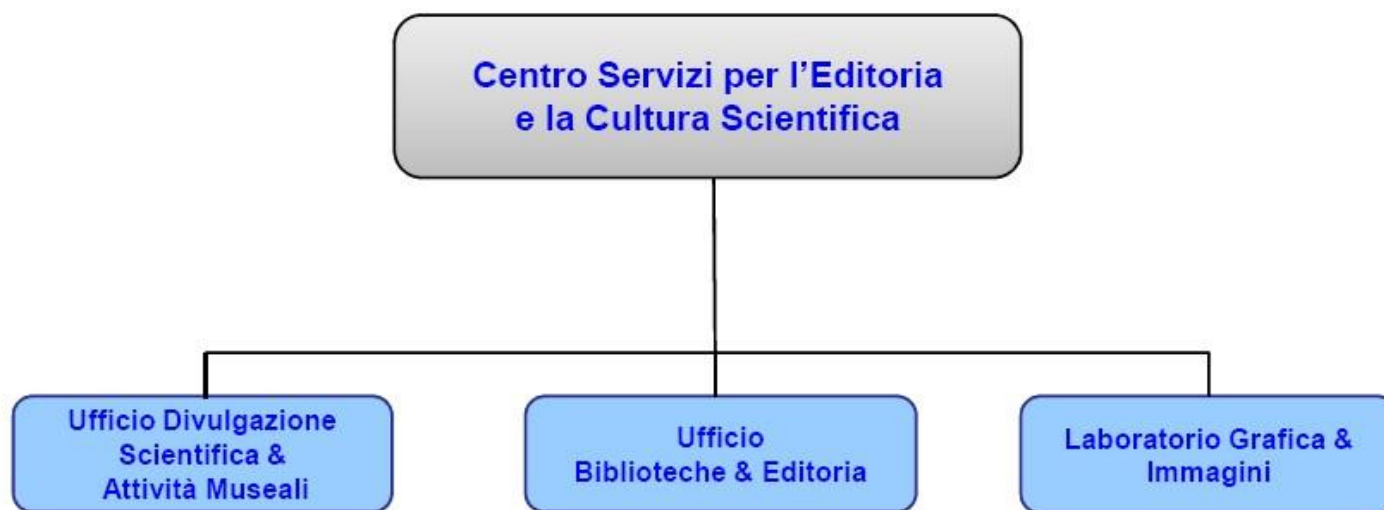 Centro Servizi per l’Editoria
e la Cultura Scientifica
Ufficio Divulgazione
Scientifica &
Attività Museali
Ufficio
Biblioteche & Editoria
Laboratorio Grafica &
Immagini